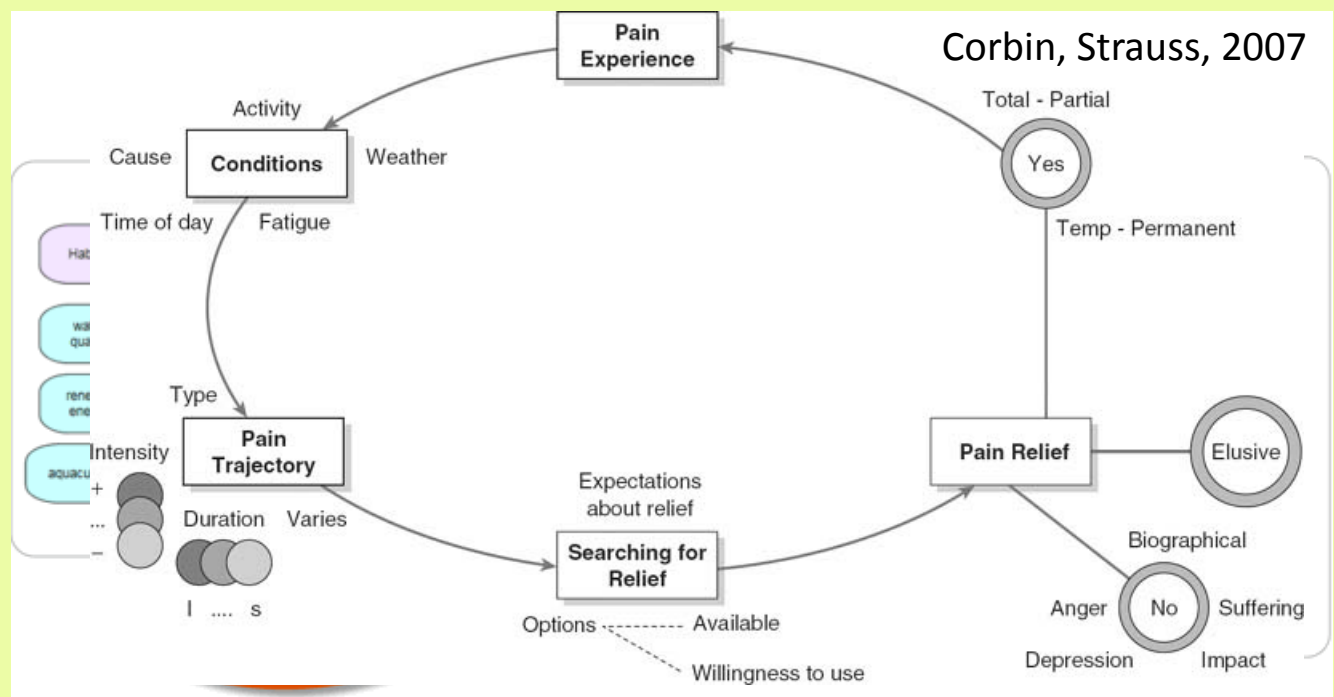 Corbin, Strauss, 2007
Pain
Experience
Total - Partial
Yes
Temp - Permanent
Activity
Cause
Conditions
Weather
Time of day
Fatigue
Type
Pain
Trajectory
Intensity
+
...
–
Duration
Varies
l .... s
Expectations
about relief
Searching for
Relief
Options
Available
Willingness to use
Pain Relief
Elusive
Biographical
Anger
No
Suffering
Depression
Impact